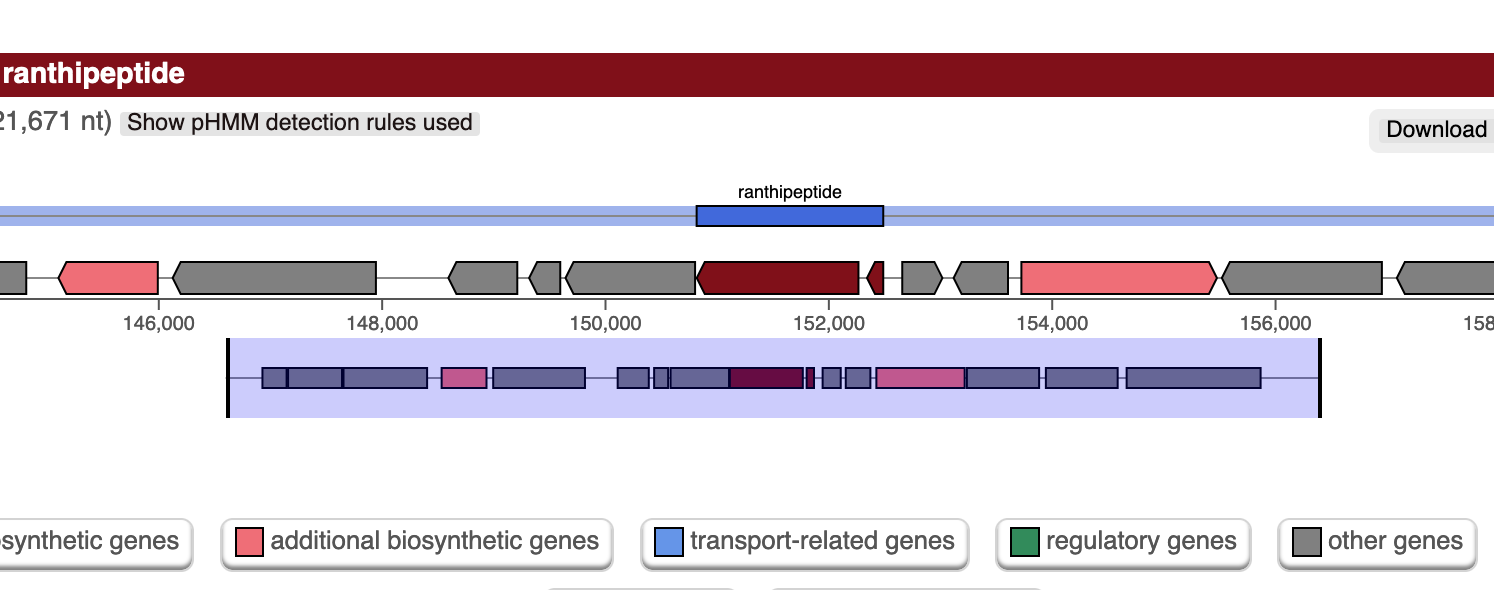 ranthipeptide
21,671 nt) Show pHMM detection rules used
Download
ranthipeptide
146,000 148,000 150,000 152,000 154,000 156,000 158
synthetic genes additional biosynthetic genes transport-related genes regulatory genes other genes